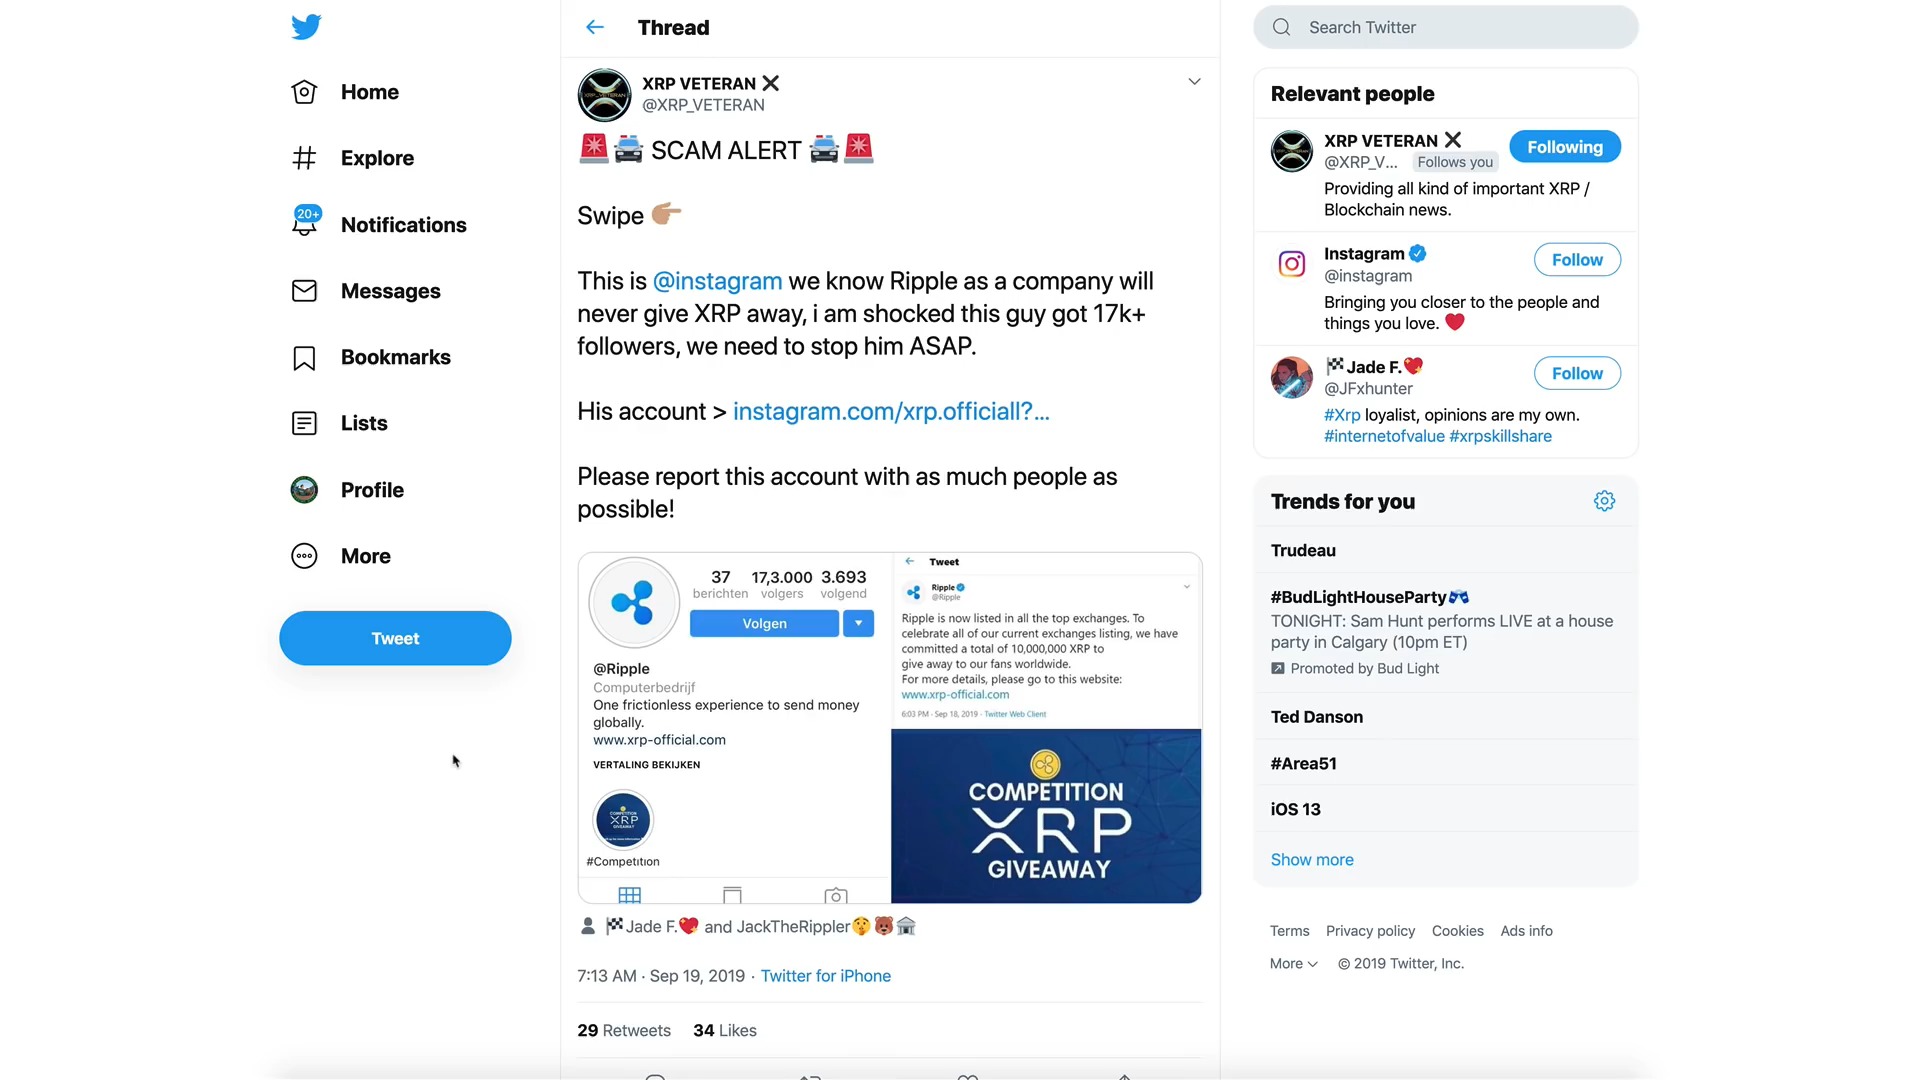 Home
Explore
20+
Notifications
Messages
Bookmarks
Lists
Profile
More
Tweet
Thread
XRP VETERAN
@XRP_VETERAN
SCAM ALERT
Swipe
This is @instagram we know Ripple as a company will
never give XRP away, i am shocked this guy got 17k+
followers, we need to stop him ASAP.
His account > instagram.com/xrp.officiall?...
Please report this account with as much people as
possible!
37 17,3.000 3.693
berichten volgers volgend
Volgen
@Ripple
Computerbedrijf
One frictionless experience to send money
globally.
www.xrp-official.com
VERTALING BEKIJKEN
COMPETITION
XRP
GIVEAWAY
#Competition
Tweet
Ripple
@Ripple
Ripple is now listed in all the top exchanges. To
celebrate all of our current exchanges listing, we have
committed a total of 10,000,000 XRP to
give away to our fans worldwide.
For more details, please go to this website:
www.xrp-official.com
6:03 PM · Sep 18, 2019 · Twitter Web Client
COMPETITION
XRP
GIVEAWAY
Jade F. and JackTheRippler
7:13 AM · Sep 19, 2019 · Twitter for iPhone
29 Retweets 34 Likes
Search Twitter
Relevant people
XRP VETERAN
@XRP_V... Follows you
Following
Providing all kind of important XRP /
Blockchain news.
Instagram
@instagram
Follow
Bringing you closer to the people and
things you love.
Jade F.
@JFxhunter
Follow
#Xrp loyalist, opinions are my own.
#internetofvalue #xrpskillshare
Trends for you
Trudeau
#BudLightHouseParty
TONIGHT: Sam Hunt performs LIVE at a house
party in Calgary (10pm ET)
Promoted by Bud Light
Ted Danson
#Area51
iOS 13
Show more
Terms Privacy policy Cookies Ads info
More © 2019 Twitter, Inc.